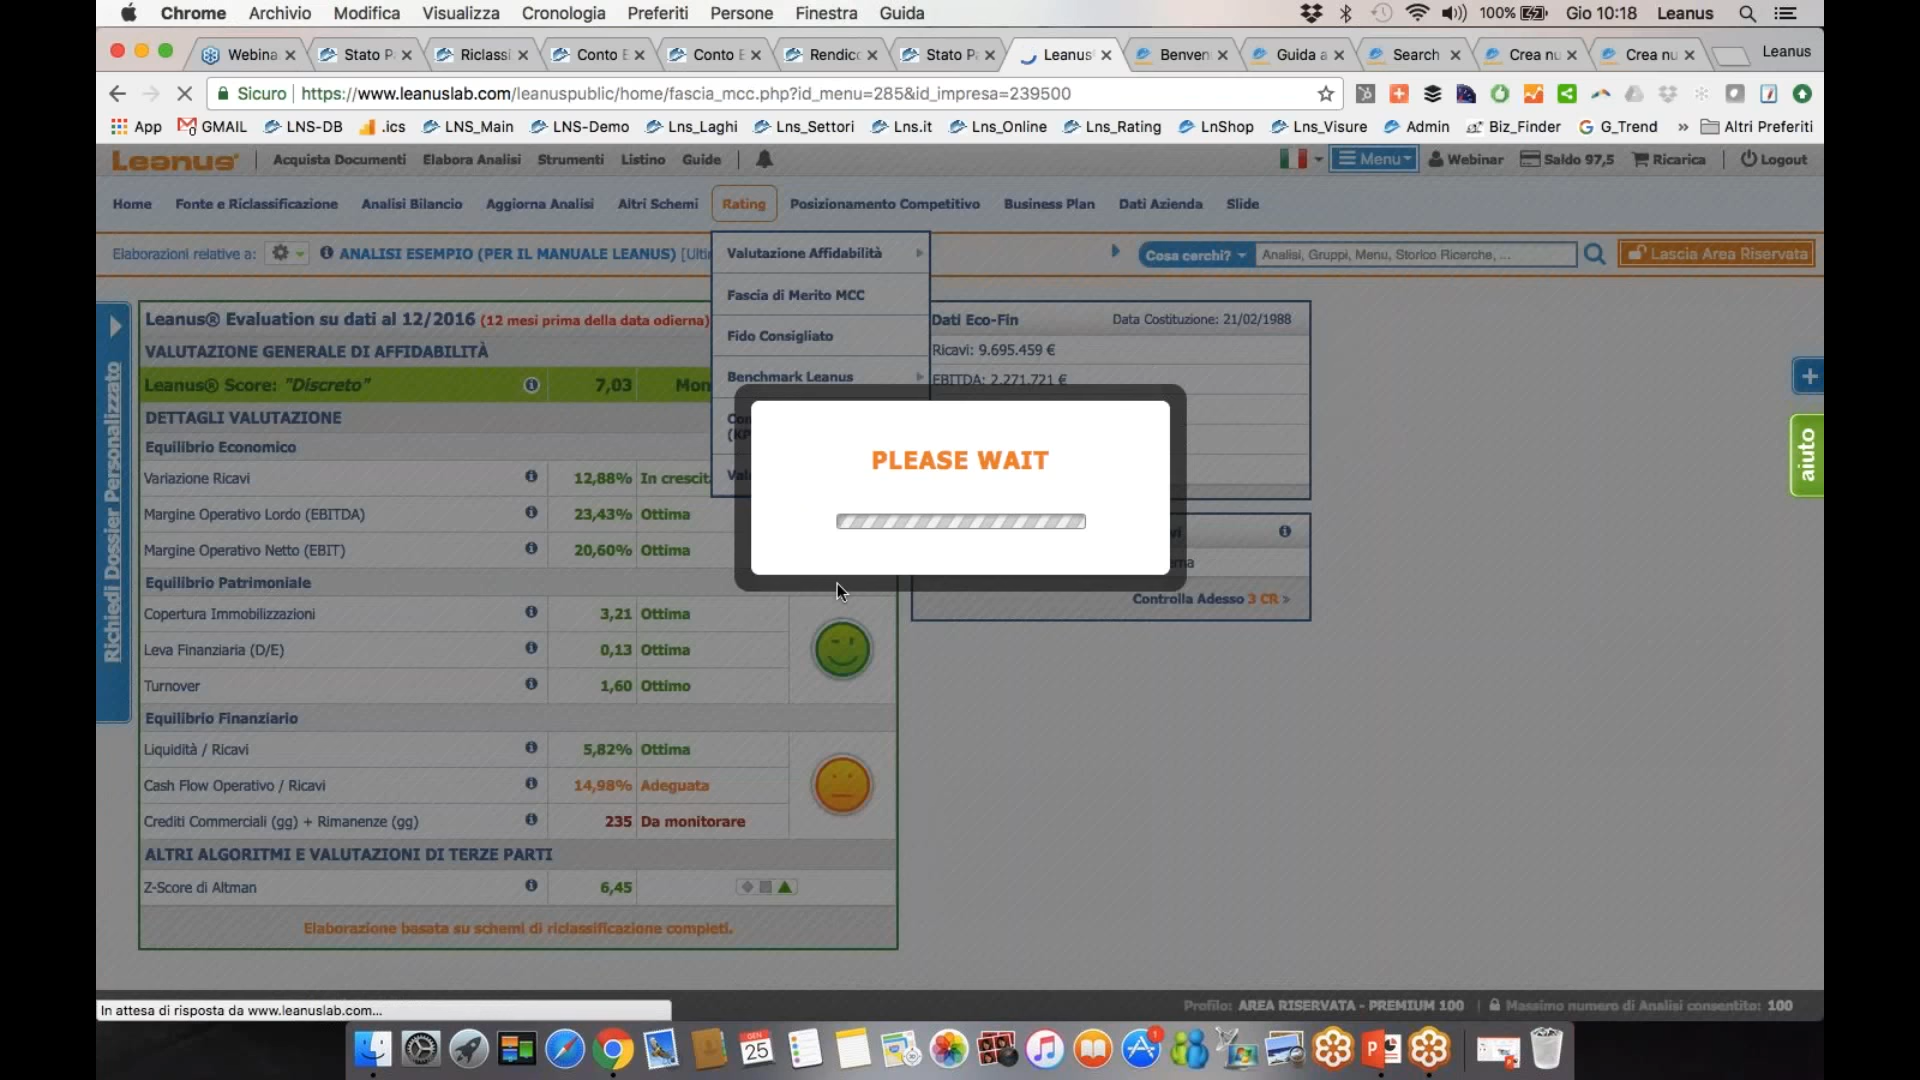 Chrome Archivio Modifica Visualizza Cronologia Preferiti Persone Finestra Guida 100% Gio 10:18 Leanus
Webina Stato P Riclassi Conto E Conto E Rendico Stato P Leanus Benven Guida a Search Crea nu Crea nu Leanus
Sicuro https://www.leanuslab.com/leanuspublic/home/fascia_mcc.php?id_menu=285&id_impresa=239500
App GMAIL LNS-DB .ics LNS_Main LNS-Demo Lns_Laghi Lns_Settori Lns.it Lns_Online Lns_Rating LnShop Lns_Visure Admin Biz_Finder G_Trend » Altri Preferiti
Leanus® Acquista Documenti Elabora Analisi Strumenti Listino Guide Menu Webinar Saldo 97,5 Ricarica Logout
Home Fonte e Riclassificazione Analisi Bilancio Aggiorna Analisi Altri Schemi Rating Posizionamento Competitivo Business Plan Dati Azienda Slide
Elaborazioni relative a: ANALISI ESEMPIO (PER IL MANUALE LEANUS) Cosa cerchi? Analisi, Gruppi, Menu, Storico Ricerche, ... Lascia Area Riservata
Valutazione Affidabilità
Fascia di Merito MCC
Fido Consigliato
Benchmark Leanus
Richiedi Dossier Personalizzato
Leanus® Evaluation su dati al 12/2016 (12 mesi prima della data odierna)
VALUTAZIONE GENERALE DI AFFIDABILITÀ
Leanus® Score: "Discreto" 7,03
DETTAGLI VALUTAZIONE
Equilibrio Economico
Variazione Ricavi 12,88% In crescit
Margine Operativo Lordo (EBITDA) 23,43% Ottima
Margine Operativo Netto (EBIT) 20,60% Ottima
Equilibrio Patrimoniale
Copertura Immobilizzazioni 3,21 Ottima
Leva Finanziaria (D/E) 0,13 Ottima
Turnover 1,60 Ottimo
Equilibrio Finanziario
Liquidità / Ricavi 5,82% Ottima
Cash Flow Operativo / Ricavi 14,98% Adeguata
Crediti Commerciali (gg) + Rimanenze (gg) 235 Da monitorare
ALTRI ALGORITMI E VALUTAZIONI DI TERZE PARTI
Z-Score di Altman 6,45
Elaborazione basata su schemi di riclassificazione completi.
Dati Eco-Fin Data Costituzione: 21/02/1988
Ricavi: 9.695.459 €
EBITDA: 2.271.721 €
PLEASE WAIT
Controlla Adesso 3 CR >
+
aiuto
In attesa di risposta da www.leanuslab.com...
Profilo: AREA RISERVATA - PREMIUM 100 | Massimo numero di Analisi consentito: 100
GEN
25
1